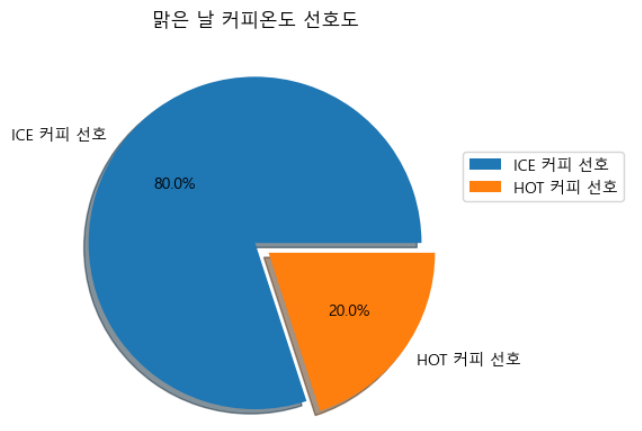 맑은 날 커피온도 선호도
ICE 커피 선호
80.0%
ICE 커피 선호
HOT 커피 선호
20.0%
HOT 커피 선호